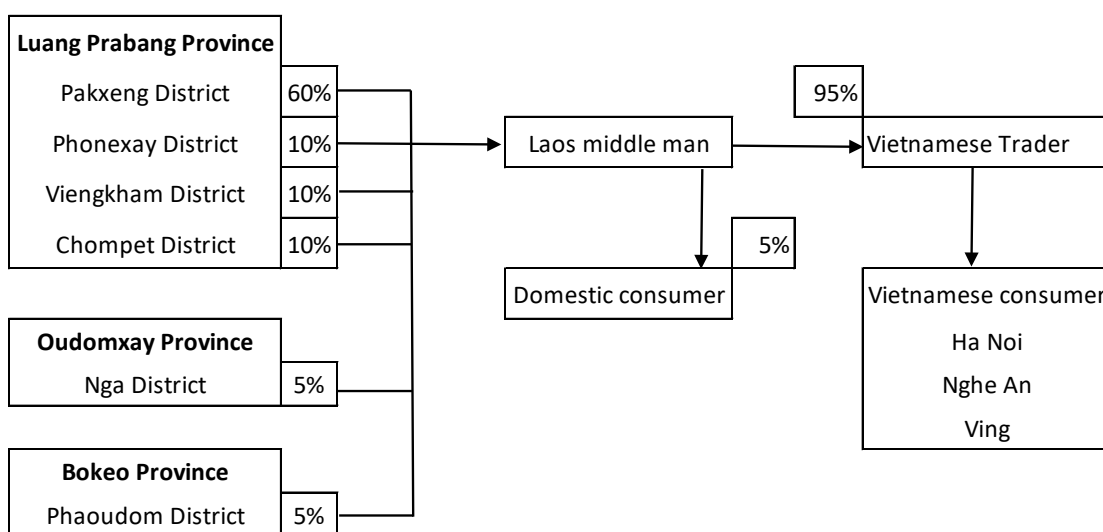 Luang Prabang Province
Pakxeng District 60%
Phonexay District 10%
Viengkham District 10%
Chompet District 10%
Oudomxay Province
Nga District 5%
Bokeo Province
Phaoudom District 5%
Laos middle man
5%
Domestic consumer
95%
Vietnamese Trader
Vietnamese consumer
Ha Noi
Nghe An
Ving